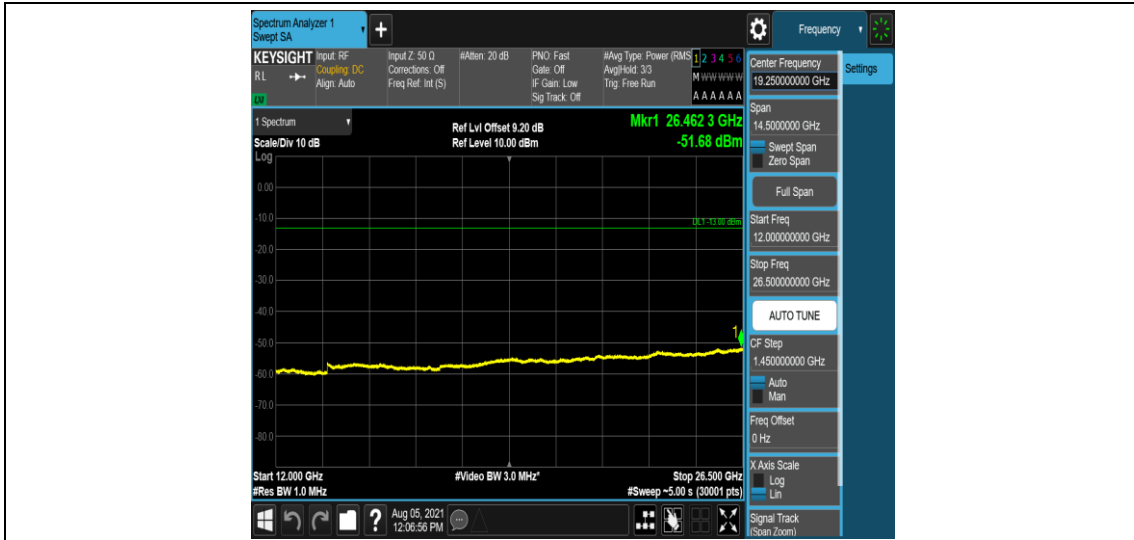 Spectrum Analyzer 1
Swept SA
+
Frequency
KEYSIGHT
RL
Input: RF
Coupling: DC
Align: Auto
Input Z: 50 Ω
Corrections: Off
Freq Ref: Int (S)
#Atten: 20 dB
PNO: Fast
Gate: Off
IF Gain: Low
Sig Track: Off
#Avg Type: Power (RMS
Avg|Hold: 3/3
Trig: Free Run
1 2 3 4 5 6
M W W W W W
A A A A A A
1 Spectrum
Scale/Div 10 dB
Log
Ref Lvl Offset 9.20 dB
Ref Level 10.00 dBm
Mkr1 26.462 3 GHz
-51.68 dBm
0.00
-10.0
DL1 -13.00 dBm
-20.0
-30.0
-40.0
1
-50.0
-60.0
-70.0
-80.0
Start 12.000 GHz
#Res BW 1.0 MHz
#Video BW 3.0 MHz*
Stop 26.500 GHz
#Sweep ~5.00 s (30001 pts)
?
Aug 05, 2021
12:06:56 PM
Center Frequency
19.250000000 GHz
Settings
Span
14.5000000 GHz
Swept Span
Zero Span
Full Span
Start Freq
12.000000000 GHz
Stop Freq
26.500000000 GHz
AUTO TUNE
CF Step
1.450000000 GHz
Auto
Man
Freq Offset
0 Hz
X Axis Scale
Log
Lin
Signal Track
(Span Zoom)